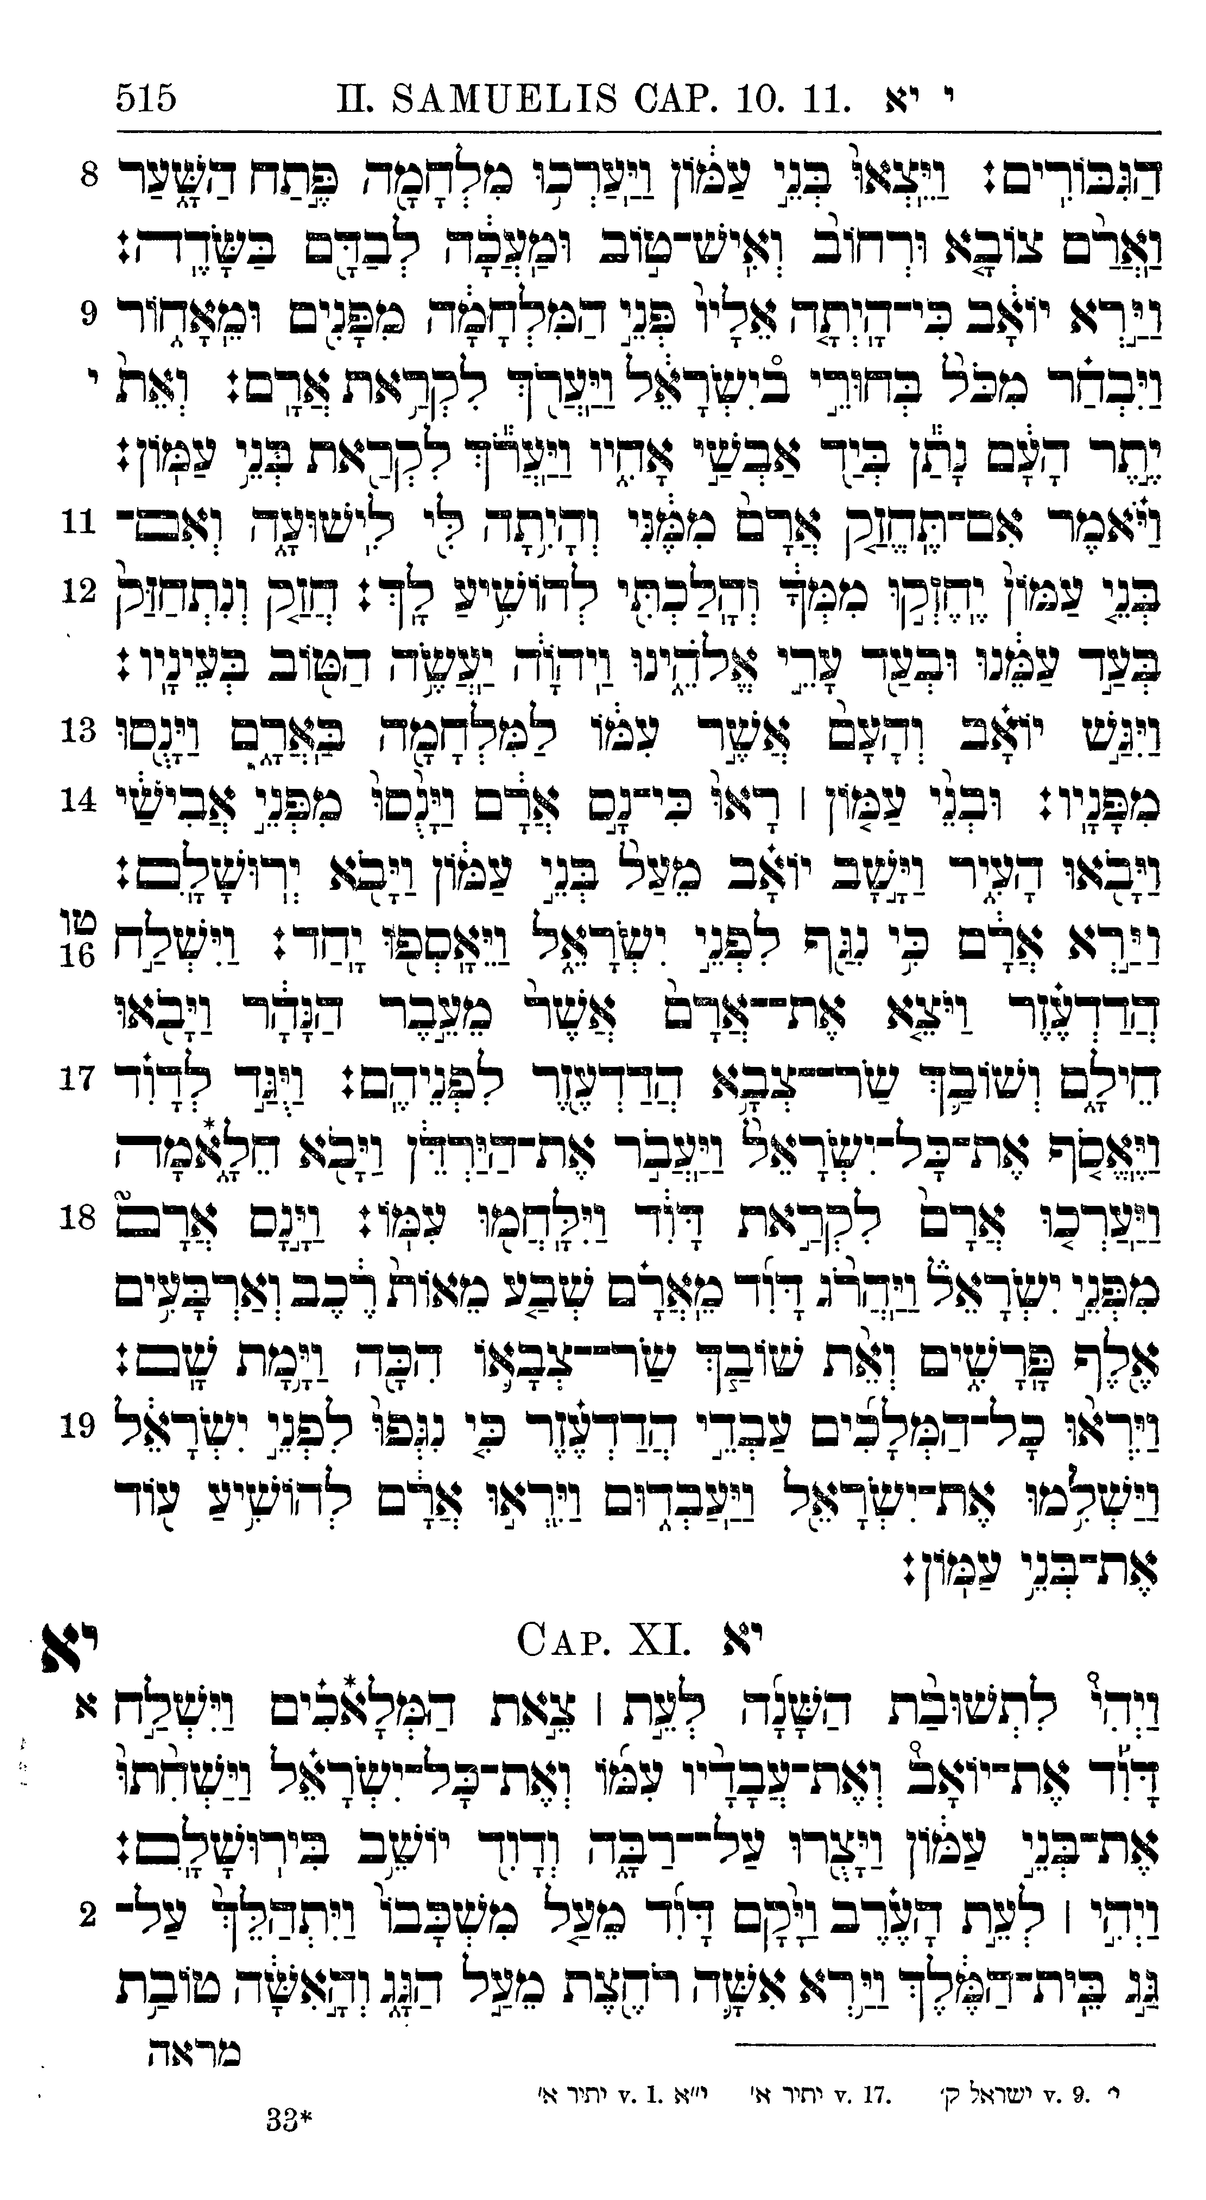 515 II. SAMUELIS CAP. 10. 11. י יא
8 הַגִּבּוֹרִֽים׃ וַיֵּֽצְאוּ֙ בְּנֵ֣י עַמּ֔וֹן וַיַּֽעַרְכ֥וּ מִלְחָמָ֖ה פֶּ֣תַח הַשָּׁ֑עַר
וַֽאֲרַ֨ם צוֹבָ֤א וּרְחוֹב֙ וְאִֽישׁ־ט֣וֹב וּמַֽעֲכָ֔ה לְבַדָּ֖ם בַּשָּׂדֶֽה׃
9 וַיַּ֣רְא יוֹאָ֗ב כִּי־הָֽיְתָ֤ה אֵלָיו֙ פְּנֵ֣י הַמִּלְחָמָ֔ה מִפָּנִ֖ים וּמֵֽאָח֑וֹר
י וַיִּבְחַ֗ר מִכֹּל֙ בְּחוּרֵ֣י בְ֯יִשְׂרָאֵ֔ל וַיַּֽעֲרֹ֖ךְ לִקְרַ֥את אֲרָֽם׃ וְאֵת֙
יֶ֣תֶר הָעָ֔ם נָתַ֕ן בְּיַ֖ד אַבְשַׁ֣י אָחִ֑יו וַיַּֽעֲרֹ֕ךְ לִקְרַ֖את בְּנֵ֥י עַמּֽוֹן׃
11 וַיֹּ֗אמֶר אִם־תֶּֽחֱזַ֤ק אֲרָם֙ מִמֶּ֔נִּי וְהָיִ֥תָה לִּ֖י לִֽישׁוּעָ֑ה וְאִם־
12 בְּנֵ֤י עַמּוֹן֙ יֶֽחֶזְק֣וּ מִמְּךָ֔ וְהָֽלַכְתִּ֖י לְהוֹשִׁ֥יעַ לָֽךְ׃ חֲזַ֤ק וְנִתְחַזַּק֙
בְּעַ֣ד עַמֵּ֔נוּ וּבְעַ֖ד עָרֵ֣י אֱלֹהֵ֑ינוּ וַֽיהוָ֔ה יַֽעֲשֶׂ֥ה הַטּ֖וֹב בְּעֵינָֽיו׃
13 וַיִּגַּ֣שׁ יוֹאָ֗ב וְהָעָם֙ אֲשֶׁ֣ר עִמּ֔וֹ לַמִּלְחָמָ֖ה בַּֽאֲרָ֑ם וַיָּנֻ֖סוּ
14 מִפָּנָֽיו׃ וּבְנֵ֨י עַמּ֤וֹן ׀ רָאוּ֙ כִּי־נָ֣ס אֲרָ֔ם וַיָּנֻ֙סוּ֙ מִפְּנֵ֣י אֲבִישַׁ֔י
וַיָּבֹ֖אוּ הָעִ֑יר וַיָּ֣שָׁב יוֹאָ֗ב מֵעַל֙ בְּנֵ֣י עַמּ֔וֹן וַיָּבֹ֖א יְרֽוּשָׁלִָֽם׃
טו 16 וַיַּ֣רְא אֲרָ֔ם כִּ֥י נִגַּ֖ף לִפְנֵ֣י יִשְׂרָאֵ֑ל וַיֵּאָֽסְפ֖וּ יָֽחַד׃ וַיִּשְׁלַ֣ח
הֲדַדְעֶ֗זֶר וַיֹּצֵ֤א אֶת־אֲרָם֙ אֲשֶׁר֙ מֵעֵ֣בֶר הַנָּהָ֔ר וַיָּבֹ֖אוּ
17 חֵילָ֑ם וְשׁוֹבַ֛ךְ שַׂר־צְבָ֥א הֲדַדְעֶ֖זֶר לִפְנֵיהֶֽם׃ וַיֻּגַּ֣ד לְדָוִ֗ד
וַיֶּֽאֱסֹ֤ף אֶת־כָּל־יִשְׂרָאֵל֙ וַיַּֽעֲבֹ֣ר אֶת־הַיַּרְדֵּ֔ן וַיָּבֹ֖א חֵלָ֑א*מָה
18 וַיַּֽעַרְכ֤וּ אֲרָם֙ לִקְרַ֣את דָּוִ֔ד וַיִּלָּֽחֲמ֖וּ עִמּֽוֹ׃ וַיָּ֣נָס אֲרָם֮
מִפְּנֵ֣י יִשְׂרָאֵל֒ וַיַּֽהֲרֹ֨ג דָּוִ֜ד מֵֽאֲרָ֗ם שְׁבַ֤ע מֵאוֹת֙ רֶ֔כֶב וְאַרְבָּעִ֥ים
אֶ֖לֶף פָּֽרָשִׁ֑ים וְאֵ֨ת שׁוֹבַ֧ךְ שַׂר־צְבָא֛וֹ הִכָּ֖ה וַיָּ֥מָת שָֽׁם׃
19 וַיִּרְא֨וּ כָל־הַמְּלָכִ֜ים עַבְדֵ֣י הֲדַדְעֶ֗זֶר כִּ֤י נִגְּפוּ֙ לִפְנֵ֣י יִשְׂרָאֵ֔ל
וַיַּשְׁלִ֥מוּ אֶת־יִשְׂרָאֵ֖ל וַיַּֽעַבְד֑וּם וַיִּֽרְא֣וּ אֲרָ֔ם לְהוֹשִׁ֥יעַ ע֖וֹד
אֶת־בְּנֵ֥י עַמּֽוֹן׃
יא CAP. XI. יא
א וַיְהִי֩ לִתְשׁוּבַ֨ת הַשָּׁנָ֜ה לְעֵ֣ת ׀ צֵ֣את הַמְּלָא*כִ֗ים וַיִּשְׁלַ֣ח
דָּוִ֡ד אֶת־יוֹאָב֩ וְאֶת־עֲבָדָ֨יו עִמּ֜וֹ וְאֶת־כָּל־יִשְׂרָאֵ֗ל וַיַּשְׁחִ֙תוּ֙
אֶת־בְּנֵ֣י עַמּ֔וֹן וַיָּצֻ֖רוּ עַל־רַבָּ֑ה וְדָוִ֖ד יוֹשֵׁ֥ב בִּירֽוּשָׁלִָֽם׃
2 וַיְהִ֣י ׀ לְעֵ֣ת הָעֶ֗רֶב וַיָּ֨קָם דָּוִ֜ד מֵעַ֤ל מִשְׁכָּבוֹ֙ וַיִּתְהַלֵּךְ֙ עַל־
גַּ֣ג בֵּֽית־הַמֶּ֔לֶךְ וַיַּ֥רְא אִשָּׁ֛ה רֹחֶ֖צֶת מֵעַ֣ל הַגָּ֑ג וְהָ֣אִשָּׁ֔ה טוֹבַ֥ת
מראה
י׳ v. 9. ישראל ק׳ v. 17. יתיר א׳ י״א v. 1. יתיר א׳
33*